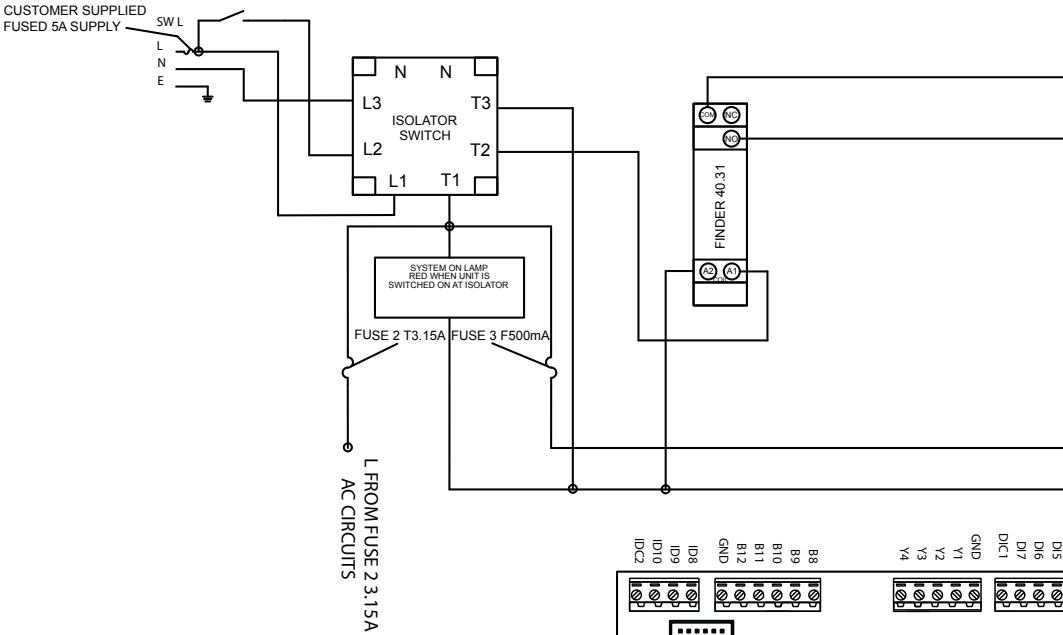 CUSTOMER SUPPLIED
FUSED 5A SUPPLY
SW L
L
N
E
N N
L3 T3
ISOLATOR
SWITCH
L2 T2
L1 T1
COM NC
NO
FINDER 40.31
A2 A1
COIL
SYSTEM ON LAMP
RED WHEN UNIT IS
SWITCHED ON AT ISOLATOR
FUSE 2 T3.15A FUSE 3 F500mA
L FROM FUSE 2 3.15A
AC CIRCUITS
IDC2 ID10 ID9 ID8 GND B12 B11 B10 B9 B8 Y4 Y3 Y2 Y1 GND DIC1 DI7 DI6 DI5